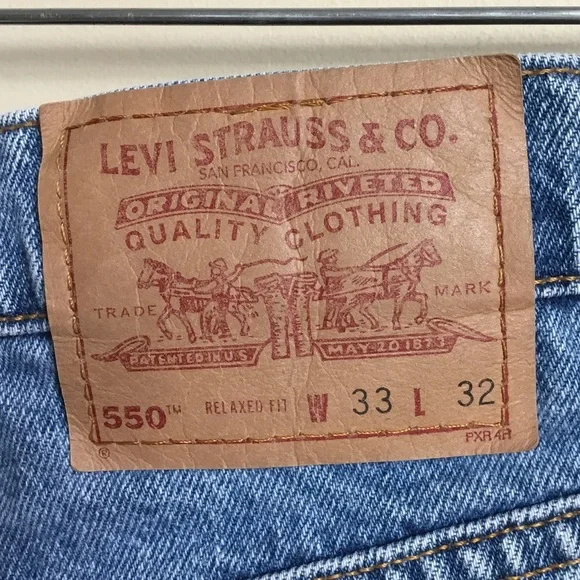 LEVI STRAUSS & CO.
SAN FRANCISCO, CAL.
ORIGINAL RIVETED
QUALITY CLOTHING
TRADE MARK
PATENTED IN U.S. MAY 20 1873
550™ RELAXED FIT W 33 L 32
®